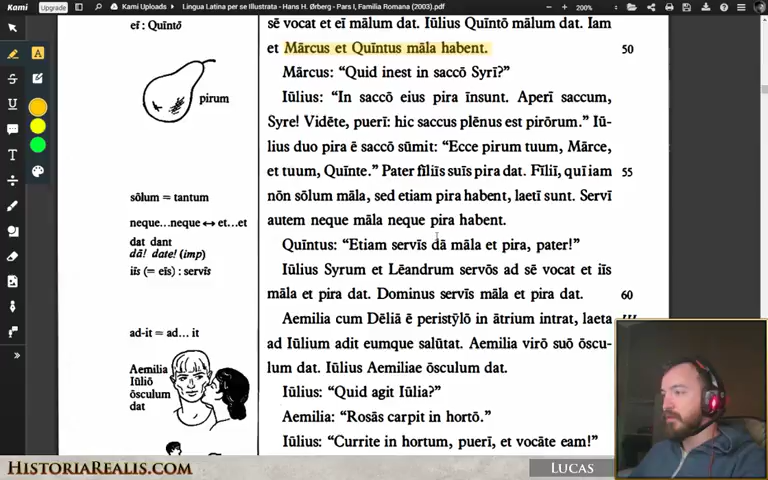 Kami
Upgrade
Kami Uploads
Lingua Latina per se Illustrata - Hans H. Ørberg - Pars I, Familia Romana (2003).pdf
200%
eī : Quīntō
pirum
sōlum = tantum
neque...neque ↔ et...et
dat dant
dā! date! (imp)
iīs (= eīs) : servīs
ad-it = ad... it
Aemilia
Iūliō
ōsculum
dat
sē vocat et eī mālum dat. Iūlius Quīntō mālum dat. Iam
et Mārcus et Quīntus māla habent.
50
Mārcus: “Quid inest in saccō Syrī?”
Iūlius: “In saccō eius pira īnsunt. Aperī saccum,
Syre! Vidēte, puerī: hic saccus plēnus est pirōrum.” Iū-
lius duo pira ē saccō sūmit: “Ecce pirum tuum, Mārce,
et tuum, Quīnte.” Pater fīliīs suīs pira dat. Fīliī, quī iam
55
nōn sōlum māla, sed etiam pira habent, laetī sunt. Servī
autem neque māla neque pira habent.
Quīntus: “Etiam servīs dā māla et pira, pater!”
Iūlius Syrum et Lēandrum servōs ad sē vocat et iīs
māla et pira dat. Dominus servīs māla et pira dat.
60
Aemilia cum Dēliā ē peristȳlō in ātrium intrat, laeta
III
ad Iūlium adit eumque salūtat. Aemilia virō suō ōscu-
lum dat. Iūlius Aemiliae ōsculum dat.
Iūlius: “Quid agit Iūlia?”
Aemilia: “Rosās carpit in hortō.”
Iūlius: “Currite in hortum, puerī, et vocāte eam!”
HISTORIAREALIS.COM
LUCAS